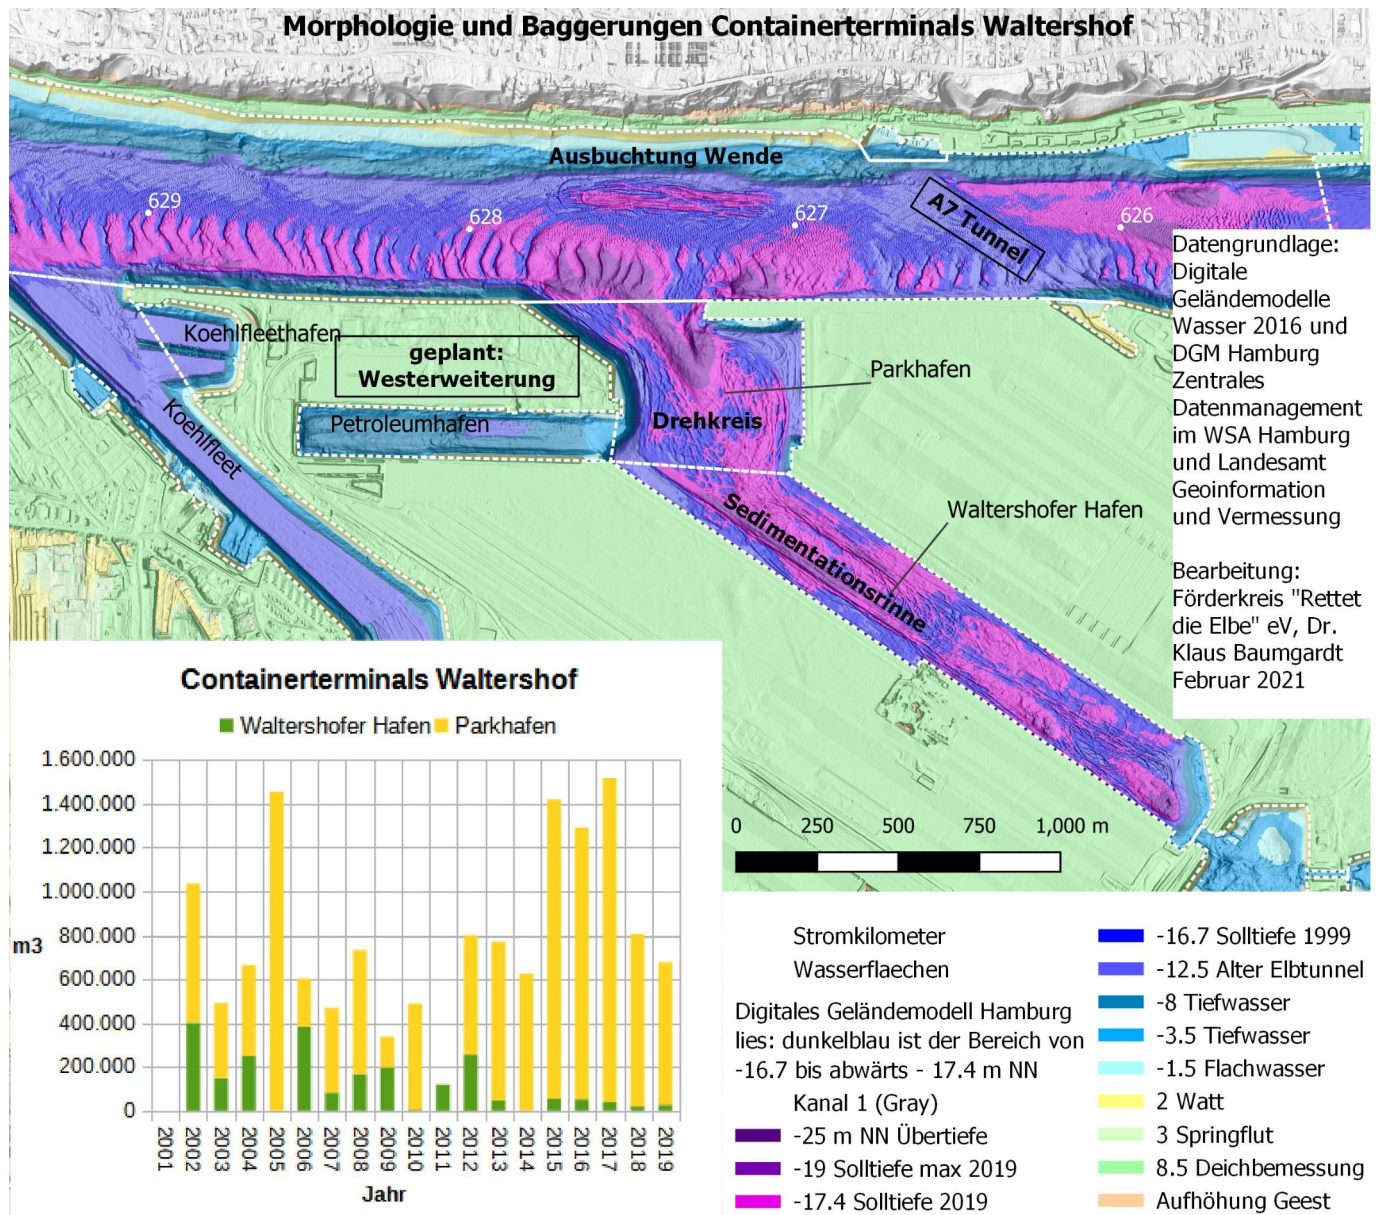 Morphologie und Baggerungen Containerterminals Waltershof
Ausbuchtung Wende
629
628
627
626
A7 Tunnel
Koehlfleethafen
geplant:
Westerweiterung
Petroleumhafen
Koehlfleet
Parkhafen
Drehkreis
Waltershofer Hafen
Sedimentationsrinne
Datengrundlage:
Digitale
Geländemodelle
Wasser 2016 und
DGM Hamburg
Zentrales
Datenmanagement
im WSA Hamburg
und Landesamt
Geoinformation
und Vermessung
Bearbeitung:
Förderkreis "Rettet
die Elbe" eV, Dr.
Klaus Baumgardt
Februar 2021
0 250 500 750 1,000 m
Containerterminals Waltershof
Waltershofer Hafen Parkhafen
1.600.000
1.400.000
1.200.000
1.000.000
800.000
600.000
400.000
200.000
0
m3
2001 2002 2003 2004 2005 2006 2007 2008 2009 2010 2011 2012 2013 2014 2015 2016 2017 2018 2019
Jahr
Stromkilometer
Wasserflaechen
Digitales Geländemodell Hamburg
lies: dunkelblau ist der Bereich von
-16.7 bis abwärts - 17.4 m NN
Kanal 1 (Gray)
-25 m NN Übertiefe
-19 Solltiefe max 2019
-17.4 Solltiefe 2019
-16.7 Solltiefe 1999
-12.5 Alter Elbtunnel
-8 Tiefwasser
-3.5 Tiefwasser
-1.5 Flachwasser
2 Watt
3 Springflut
8.5 Deichbemessung
Aufhöhung Geest